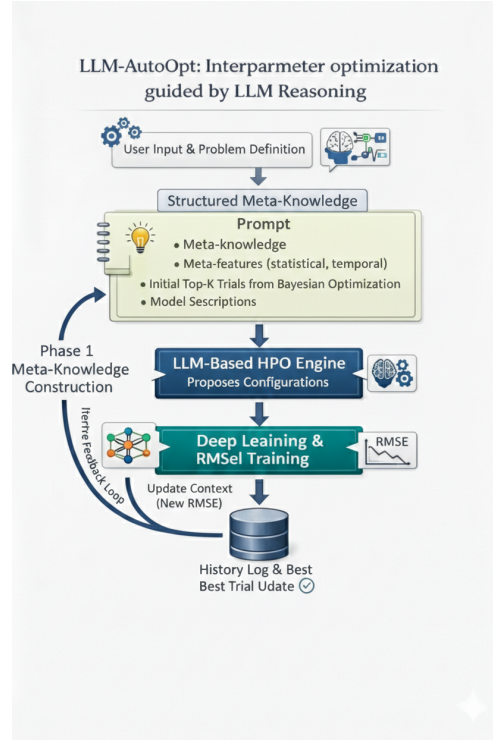 LLM-AutoOpt: Interparmeter optimization
guided by LLM Reasoning
User Input & Problem Definition
Structured Meta-Knowledge
Prompt
• Meta-knowledge
• Meta-features (statistical, temporal)
• Initial Top-K Trials from Bayesian Optimization
• Model Sescriptions
Phase 1
Meta-Knowledge
Construction
LLM-Based HPO Engine
Proposes Configurations
Deep Leaining &
RMSel Training
RMSE
Feedback Loop
Update Context
(New RMSE)
History Log & Best
Best Trial Udate